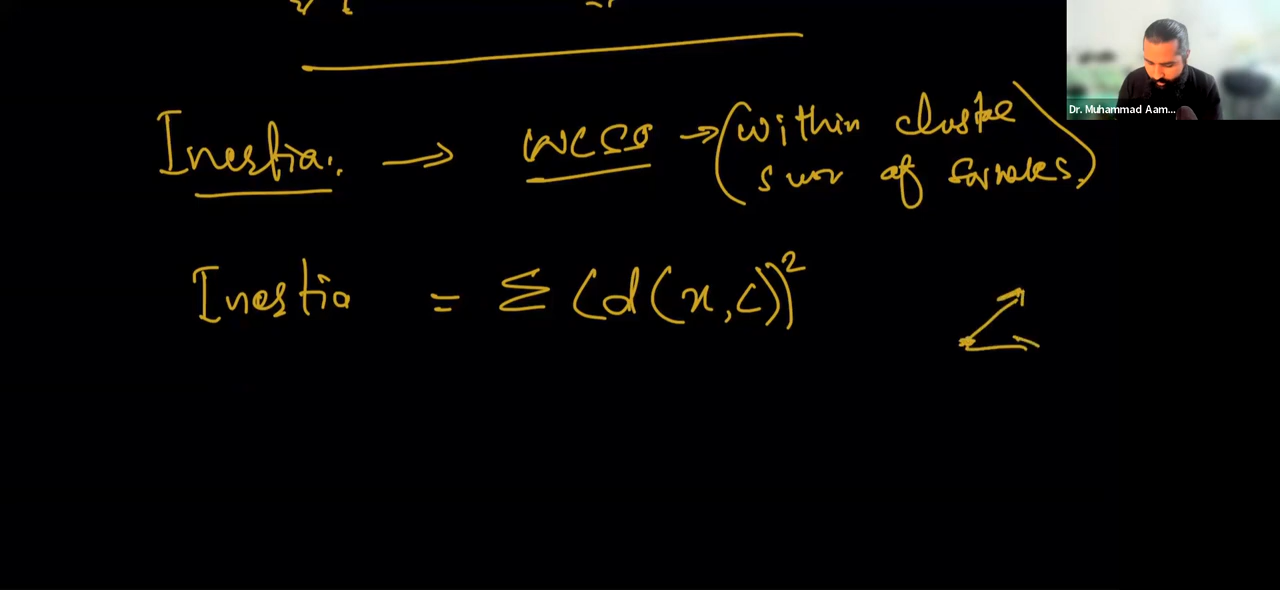 Dr. Muhammad Aam...
Inertia. → WCSS → (within cluster
sum of squares.)
Inertia = Σ (d(x,c))²